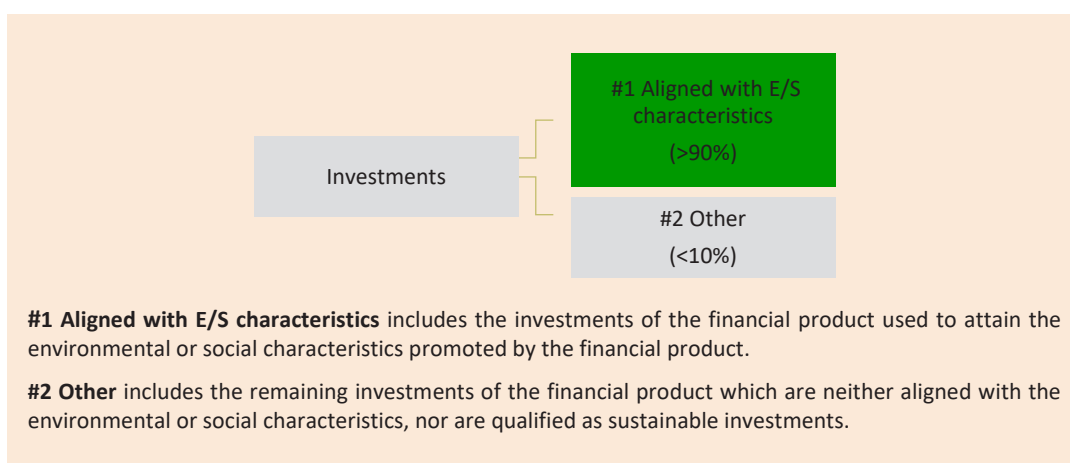 #1 Aligned with E/S
characteristics
(>90%)
Investments
#2 Other
(<10%)
#1 Aligned with E/S characteristics includes the investments of the financial product used to attain the
environmental or social characteristics promoted by the financial product.
#2 Other includes the remaining investments of the financial product which are neither aligned with the
environmental or social characteristics, nor are qualified as sustainable investments.